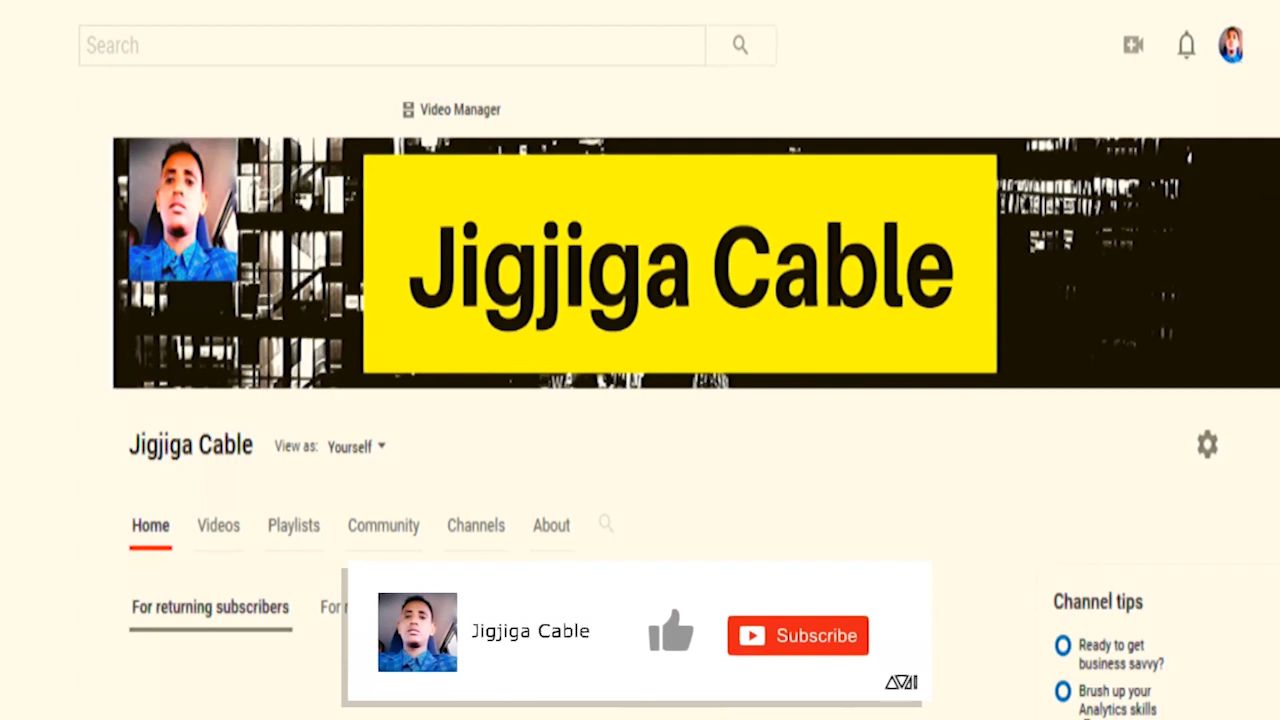 Search
Video Manager
Jigjiga Cable
Jigjiga Cable View as: Yourself
Home Videos Playlists Community Channels About
For returning subscribers For
Jigjiga Cable Subscribe
Channel tips
Ready to get
business savvy?
Brush up your
Analytics skills